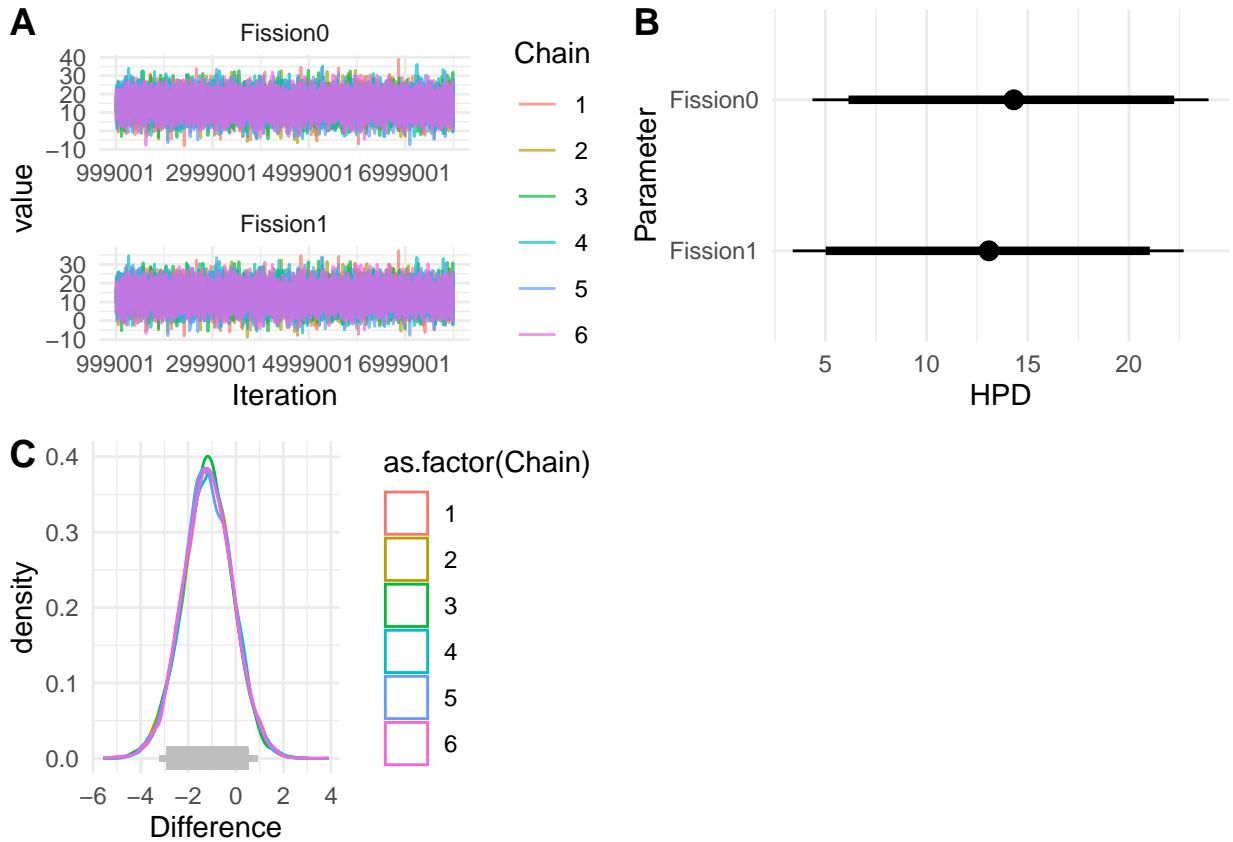 A
Fission0
value
40
30
20
10
0
−10
999001 2999001 4999001 6999001
Fission1
30
20
10
0
−10
999001 2999001 4999001 6999001
Iteration
Chain
1
2
3
4
5
6
B
Parameter
Fission0
Fission1
5 10 15 20
HPD
C
density
0.4
0.3
0.2
0.1
0.0
−6 −4 −2 0 2 4
Difference
as.factor(Chain)
1
2
3
4
5
6